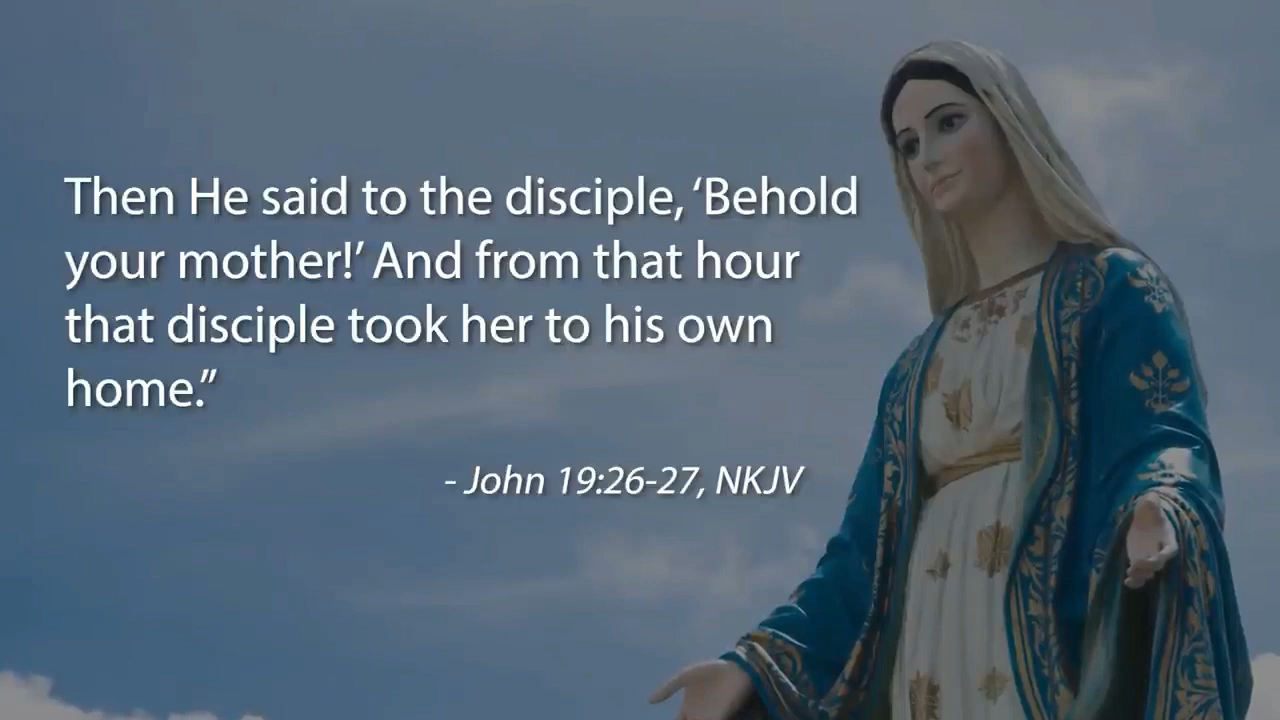 Then He said to the disciple, ‘Behold
your mother!’ And from that hour
that disciple took her to his own
home.”
- John 19:26-27, NKJV